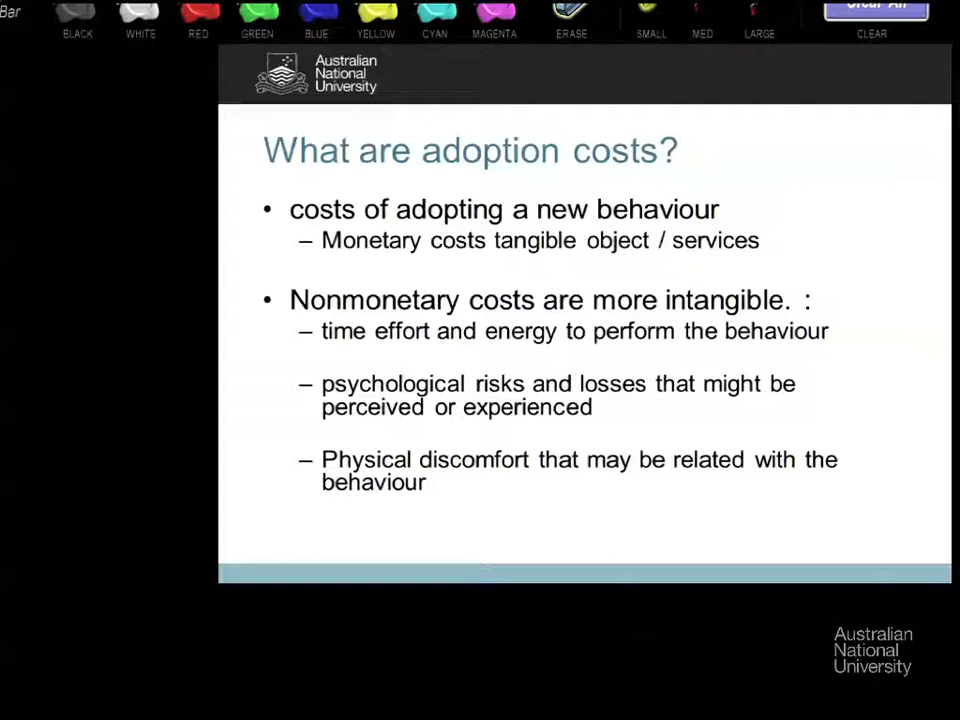 Bar
BLACK WHITE RED GREEN BLUE YELLOW CYAN MAGENTA ERASE SMALL MED LARGE CLEAR
Clear All
Australian
National
University
What are adoption costs?
• costs of adopting a new behaviour
– Monetary costs tangible object / services
• Nonmonetary costs are more intangible. :
– time effort and energy to perform the behaviour
– psychological risks and losses that might be
perceived or experienced
– Physical discomfort that may be related with the
behaviour
Australian
National
University